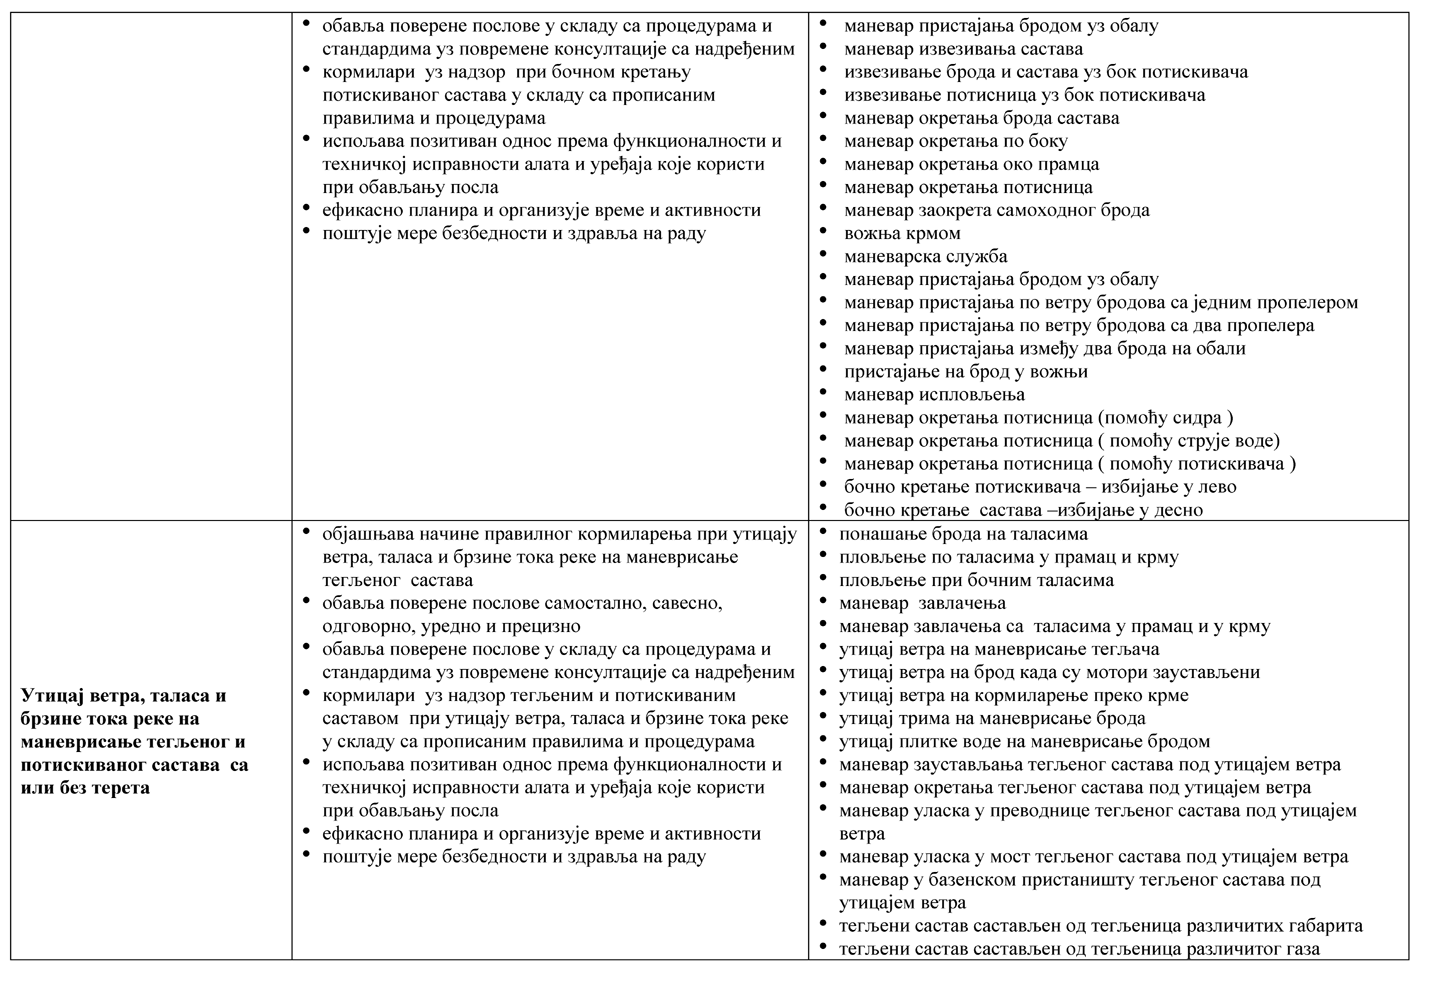 • обавља поверене послове у складу са процедурама и
стандардима уз повремене консултације са надређеним
• кормилари  уз надзор  при бочном кретању
потискиваног састава у складу са прописаним
правилима и процедурама
• испољава позитиван однос према функционалности и
техничкој исправности алата и уређаја које користи
при обављању посла
• ефикасно планира и организује време и активности
• поштује мере безбедности и здравља на раду
• маневар пристајања бродом уз обалу
• маневар извезивања састава
• извезивање брода и састава уз бок потискивача
• извезивање потисница уз бок потискивача
• маневар окретања брода састава
• маневар окретања по боку
• маневар окретања око прамца
• маневар окретања потисница
• маневар заокрета самоходног брода
• вожња крмом
• маневарска служба
• маневар пристајања бродом уз обалу
• маневар пристајања по ветру бродова са једним пропелером
• маневар пристајања по ветру бродова са два пропелера
• маневар пристајања између два брода на обали
• пристајање на брод у вожњи
• маневар испловљења
• маневар окретања потисница (помоћу сидра )
• маневар окретања потисница ( помоћу струје воде)
• маневар окретања потисница ( помоћу потискивача )
• бочно кретање потискивача – избијање у лево
• бочно кретање  састава –избијање у десно
Утицај ветра, таласа и
брзине тока реке на
маневрисање тегљеног и
потискиваног састава  са
или без терета
• објашњава начине правилног кормиларења при утицају
ветра, таласа и брзине тока реке на маневрисање
тегљеног  састава
• обавља поверене послове самостално, савесно,
одговорно, уредно и прецизно
• обавља поверене послове у складу са процедурама и
стандардима уз повремене консултације са надређеним
• кормилари  уз надзор тегљеним и потискиваним
саставом  при утицају ветра, таласа и брзине тока реке
у складу са прописаним правилима и процедурама
• испољава позитиван однос према функционалности и
техничкој исправности алата и уређаја које користи
при обављању посла
• ефикасно планира и организује време и активности
• поштује мере безбедности и здравља на раду
• понашање брода на таласима
• пловљење по таласима у прамац и крму
• пловљење при бочним таласима
• маневар  завлачења
• маневар завлачења са  таласима у прамац и у крму
• утицај ветра на маневрисање тегљача
• утицај ветра на брод када су мотори заустављени
• утицај ветра на кормиларење преко крме
• утицај трима на маневрисање брода
• утицај плитке воде на маневрисање бродом
• маневар заустављања тегљеног састава под утицајем ветра
• маневар окретања тегљеног састава под утицајем ветра
• маневар уласка у преводнице тегљеног састава под утицајем
ветра
• маневар уласка у мост тегљеног састава под утицајем ветра
• маневар у базенском пристаништу тегљеног састава под
утицајем ветра
• тегљени састав састављен од тегљеница различитих габарита
• тегљени састав састављен од тегљеница различитог газа